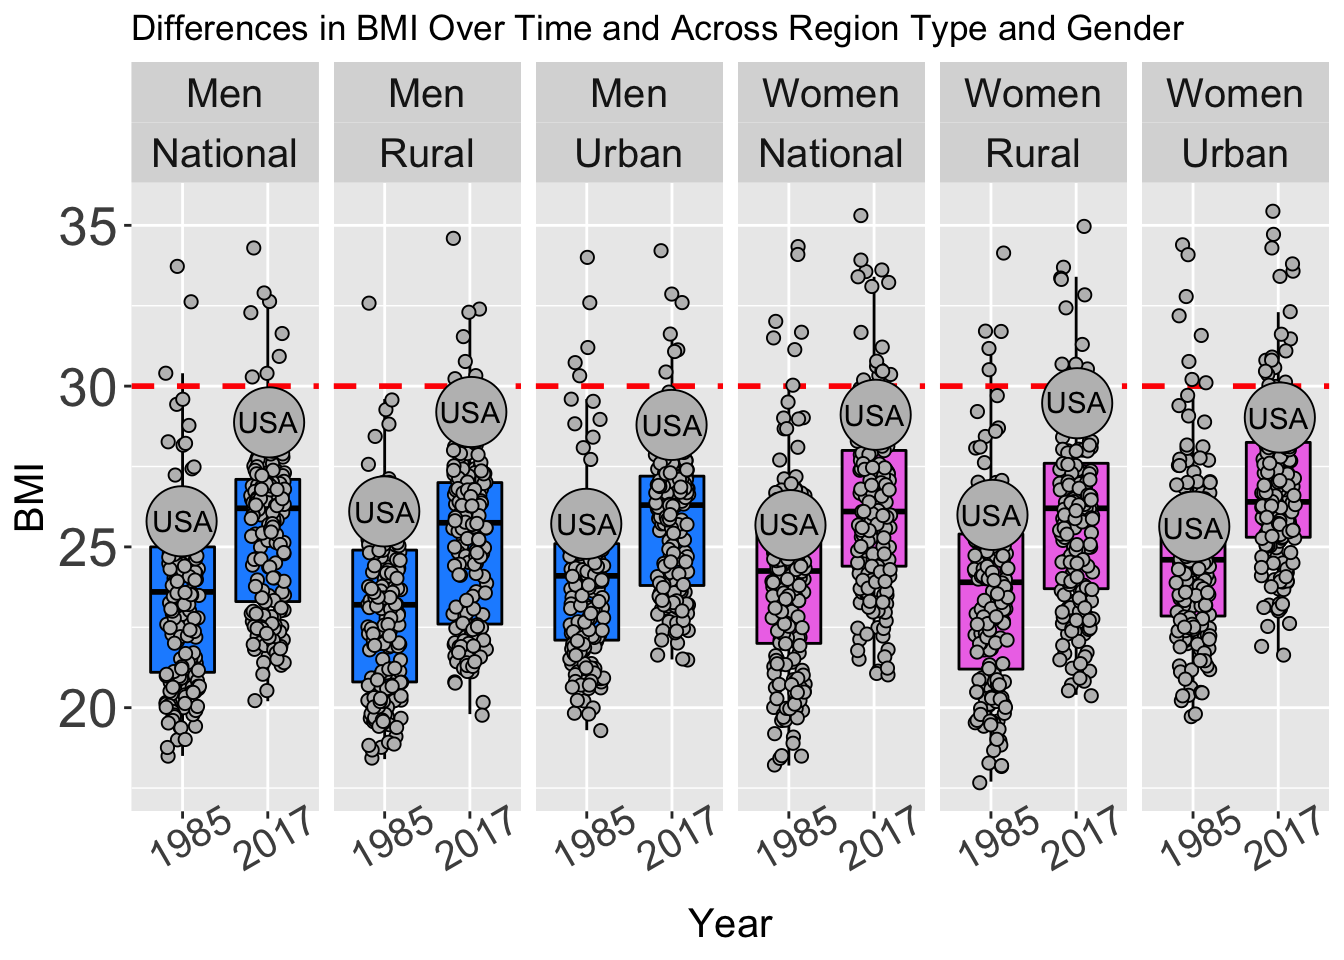 Differences in BMI Over Time and Across Region Type and Gender
Men Men Men Women Women Women
National Rural Urban National Rural Urban
35
30
25
20
BMI
USA USA USA USA USA USA
USA USA USA USA USA USA
1985 2017 1985 2017 1985 2017 1985 2017 1985 2017 1985 2017
Year